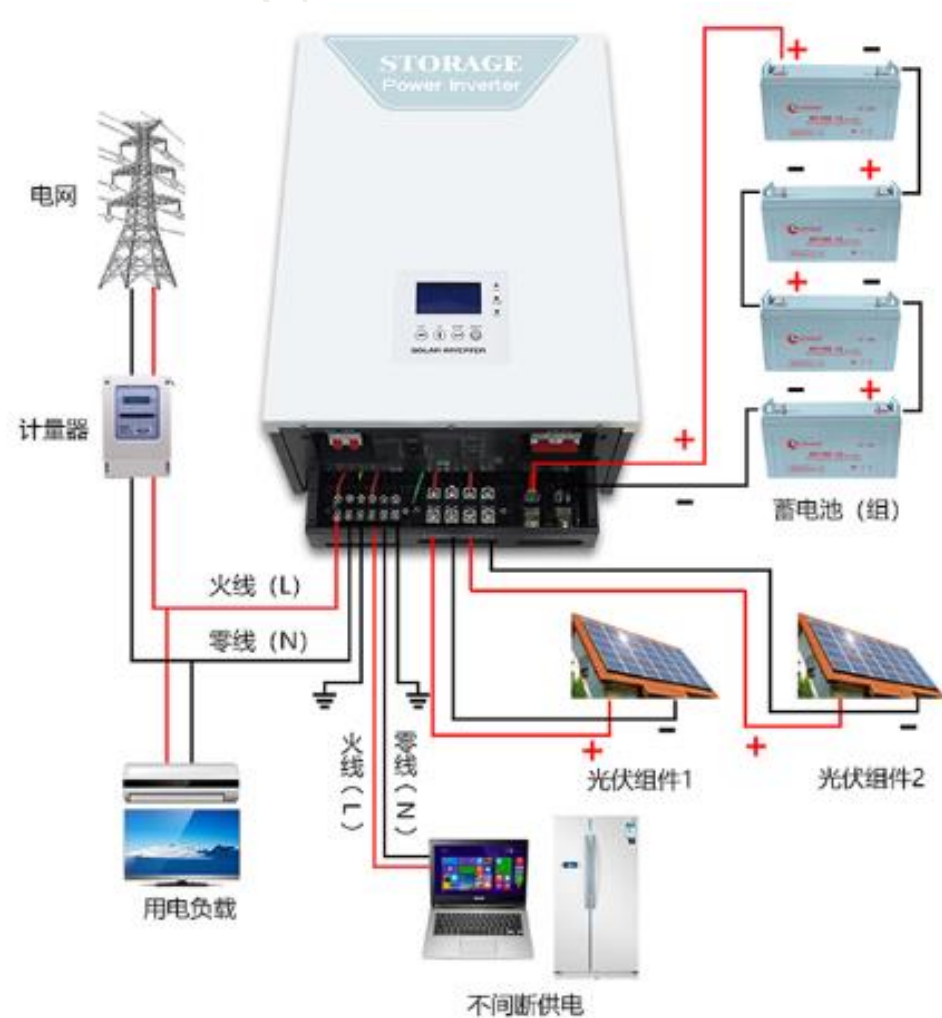 STORAGE
Power Inverter
电网
计量器
SOLAR INVERTER
+
-
-
+
+
-
-
+
+
-
蓄电池（组）
火线（L）
零线（N）
火线（L）
零线（N）
+
-
+
-
光伏组件1
光伏组件2
用电负载
不间断供电